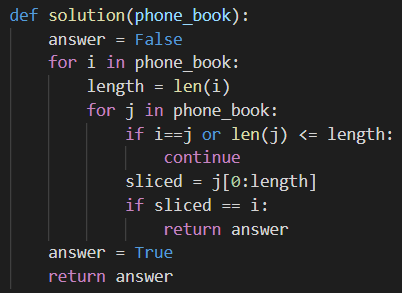 def solution(phone_book):
    answer = False
    for i in phone_book:
        length = len(i)
        for j in phone_book:
            if i==j or len(j) <= length:
                continue
            sliced = j[0:length]
            if sliced == i:
                return answer
    answer = True
    return answer